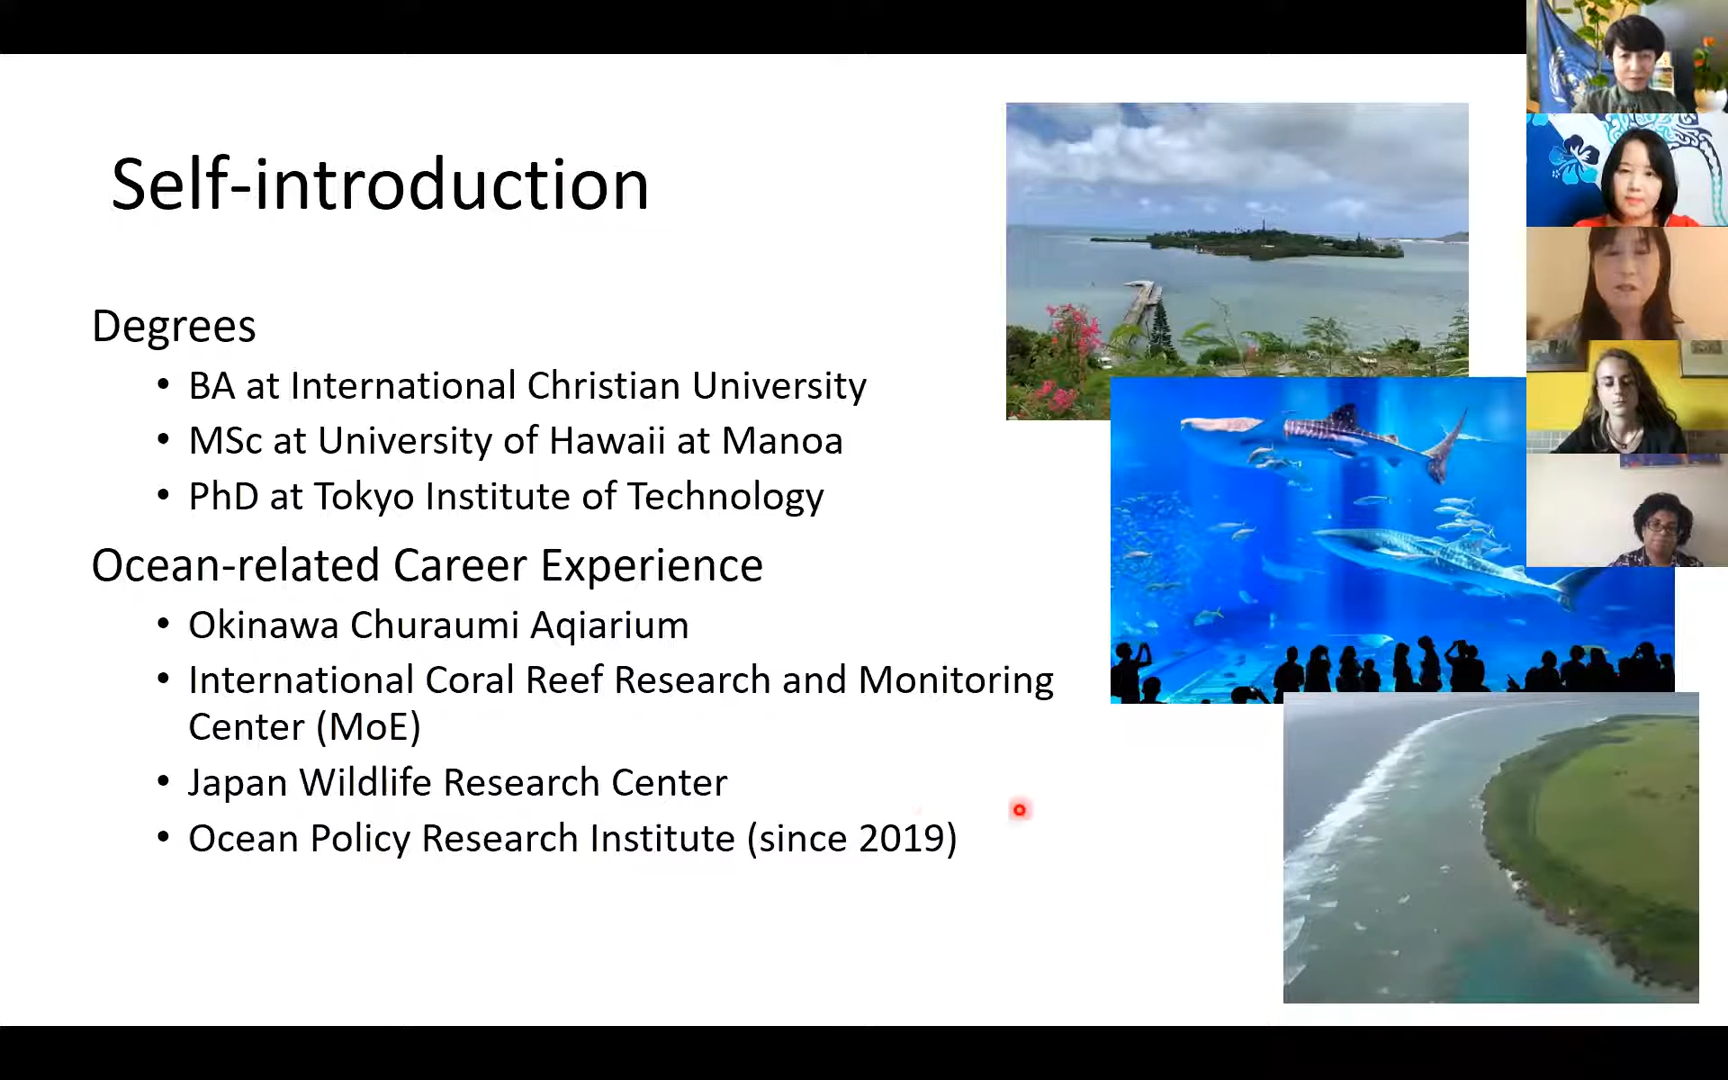 Self-introduction
Degrees
• BA at International Christian University
• MSc at University of Hawaii at Manoa
• PhD at Tokyo Institute of Technology
Ocean-related Career Experience
• Okinawa Churaumi Aqiarium
• International Coral Reef Research and Monitoring
Center (MoE)
• Japan Wildlife Research Center
• Ocean Policy Research Institute (since 2019)